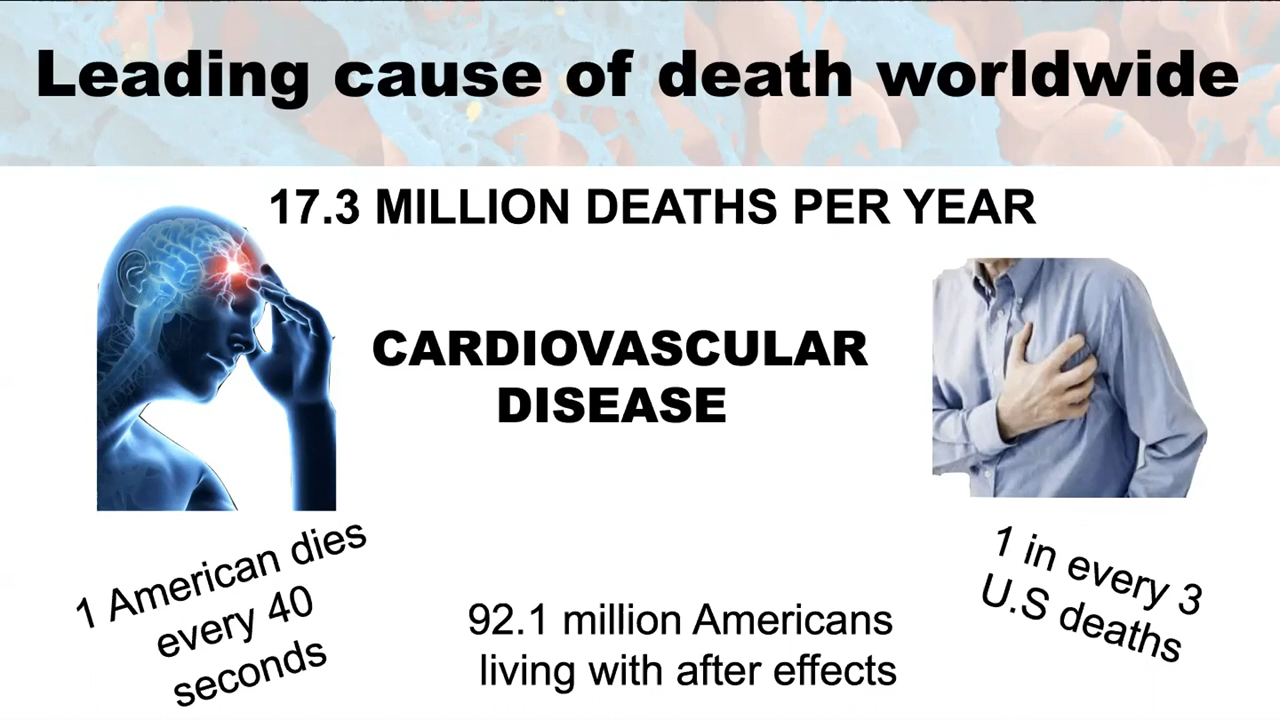 Leading cause of death worldwide
17.3 MILLION DEATHS PER YEAR
CARDIOVASCULAR
DISEASE
1 American dies
every 40
seconds
92.1 million Americans
living with after effects
1 in every 3
U.S deaths